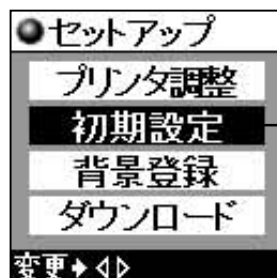 ●セットアップ
プリンタ調整
初期設定
背景登録
ダウンロード
変更◆◁▷